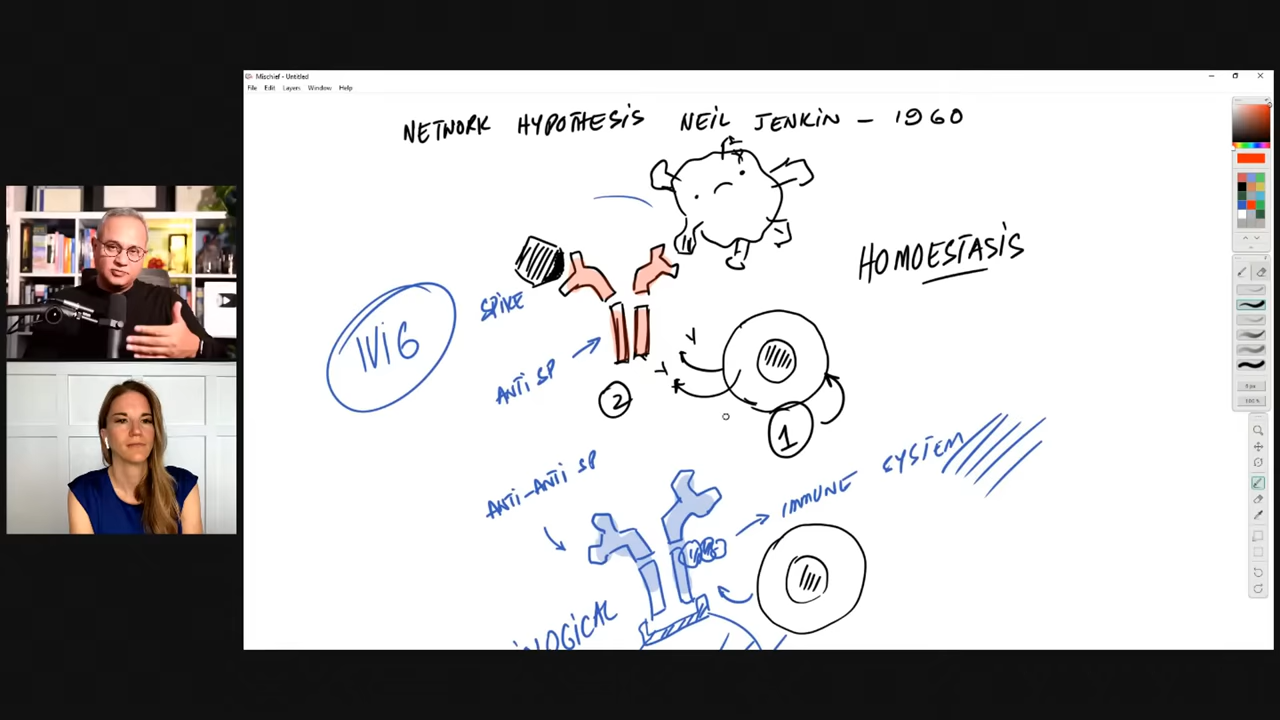 Mischief - Untitled
File Edit Layers Window Help
NETWORK HYPOTHESIS NEIL JENKIN - 1960
HOMOESTASIS
SPIKE
IVIG
ANTI SP
2
1
ANTI-ANTI SP
IMMUNE SYSTEM